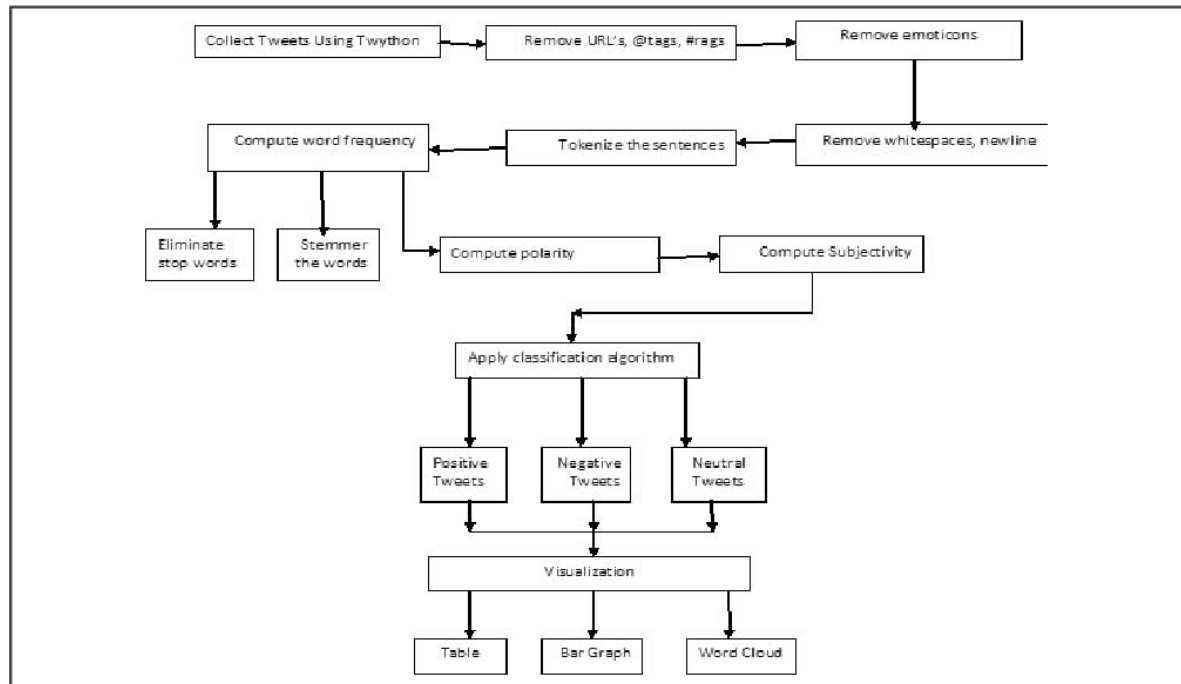 Collect Tweets Using Twython
Remove URL's, @tags, #rags
Remove emoticons
Remove whitespaces, newline
Tokenize the sentences
Compute word frequency
Eliminate
stop words
Stemmer
the words
Compute polarity
Compute Subjectivity
Apply classification algorithm
Positive
Tweets
Negative
Tweets
Neutral
Tweets
Visualization
Table
Bar Graph
Word Cloud